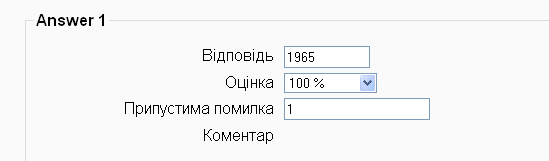 Answer 1
Відповідь 1965
Оцінка 100 %
Припустима помилка 1
Коментар